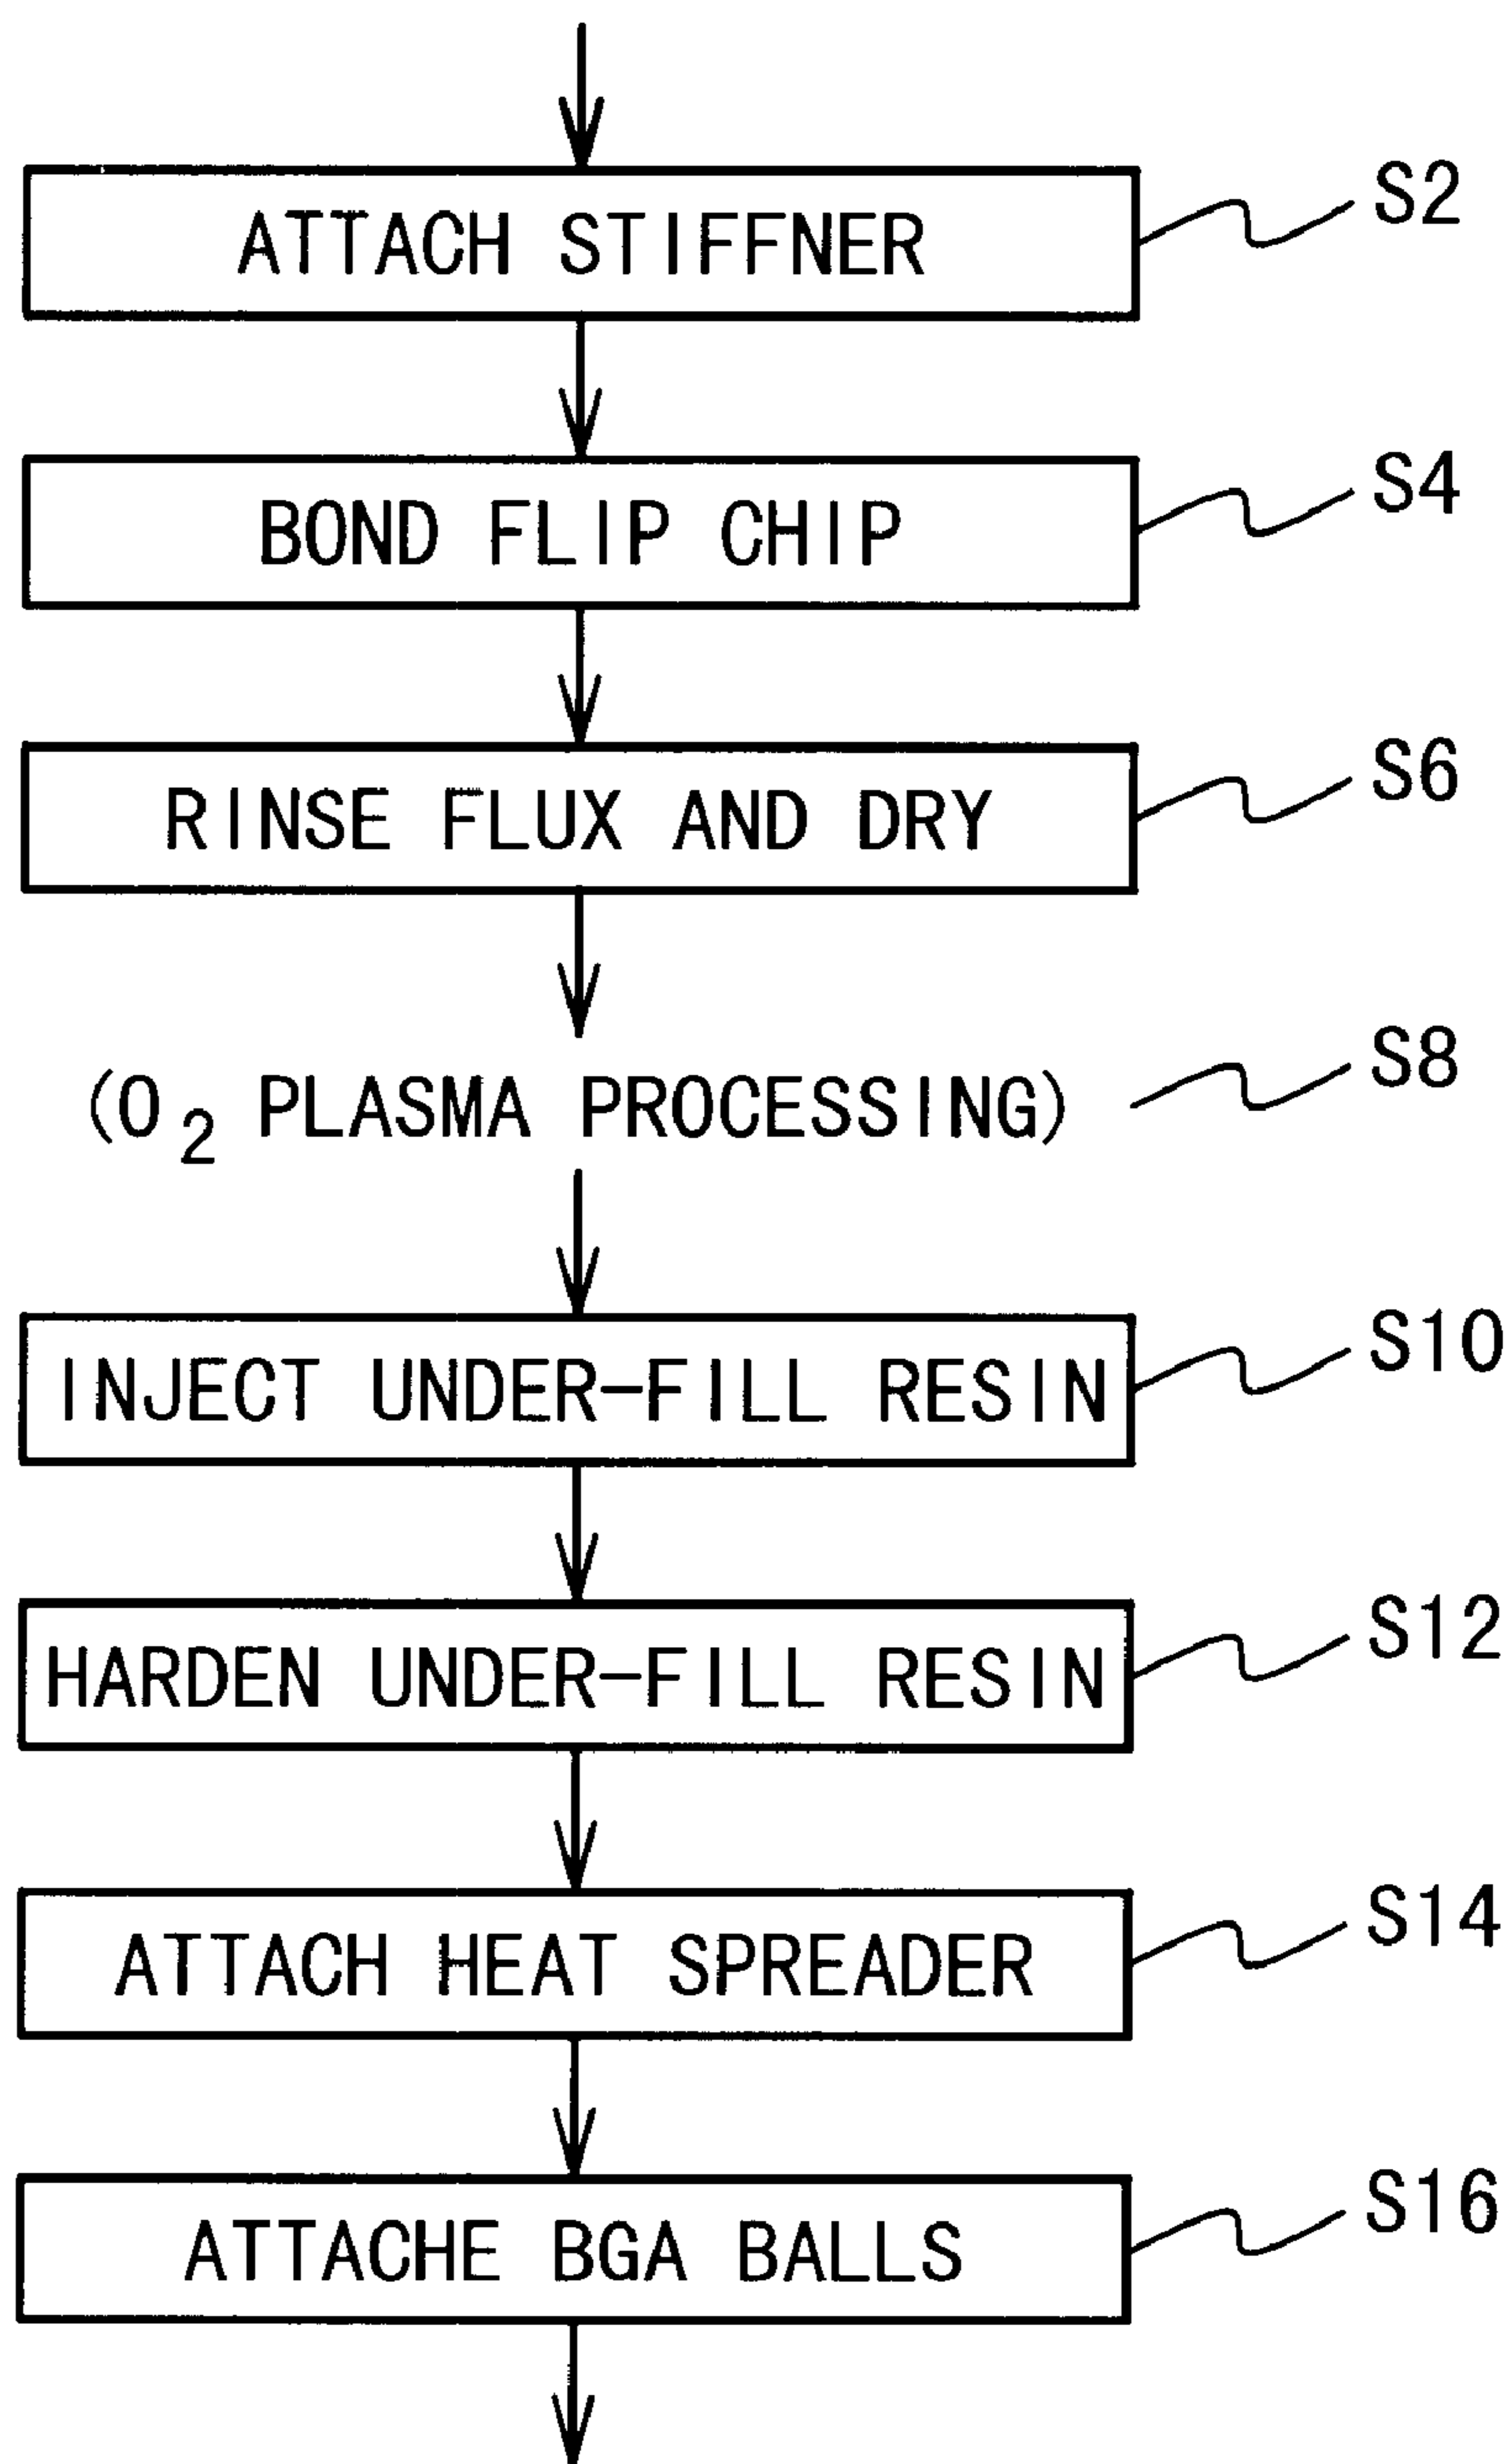 ATTACH STIFFNER S2
BOND FLIP CHIP S4
RINSE FLUX AND DRY S6
(O2 PLASMA PROCESSING) S8
INJECT UNDER-FILL RESIN S10
HARDEN UNDER-FILL RESIN S12
ATTACH HEAT SPREADER S14
ATTACHE BGA BALLS S16